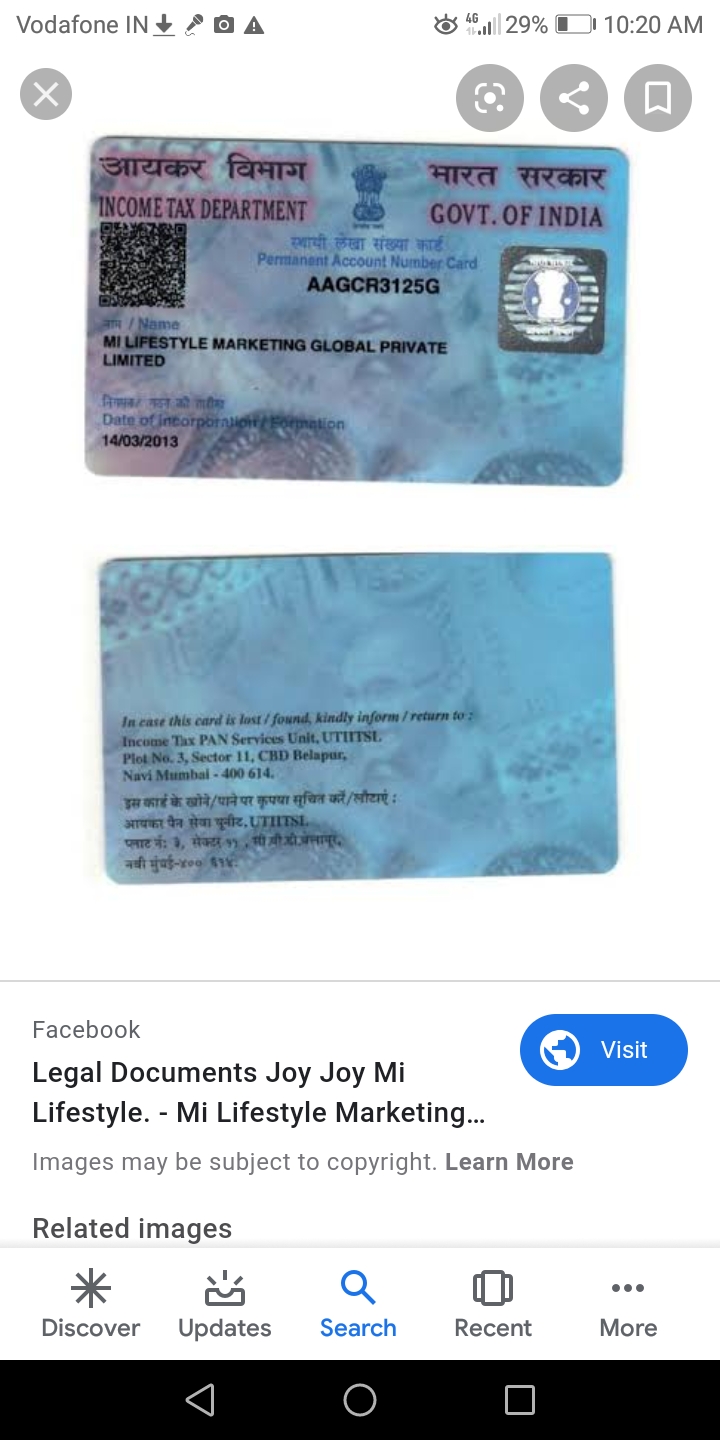 Vodafone IN
4G
29%
10:20 AM
आयकर विभाग
भारत सरकार
INCOME TAX DEPARTMENT
GOVT. OF INDIA
स्थायी लेखा संख्या कार्ड
Permanent Account Number Card
AAGCR3125G
नाम / Name
MI LIFESTYLE MARKETING GLOBAL PRIVATE
LIMITED
Date of Incorporation / Formation
14/03/2013
In case this card is lost / found, kindly inform / return to :
Income Tax PAN Services Unit, UTIITSL
Plot No. 3, Sector 11, CBD Belapur,
Navi Mumbai - 400 614.
इस कार्ड के खोने/पाने पर कृपया सूचित करें/लौटाएं :
आयकर पैन सेवा यूनीट, UTIITSL
प्लाट नं: ३, सेक्टर ११ , सी.बी.डी.बेलापूर,
नवी मुंबई-४०० ६१४.
Facebook
Visit
Legal Documents Joy Joy Mi
Lifestyle. - Mi Lifestyle Marketing...
Images may be subject to copyright. Learn More
Related images
Discover
Updates
Search
Recent
More